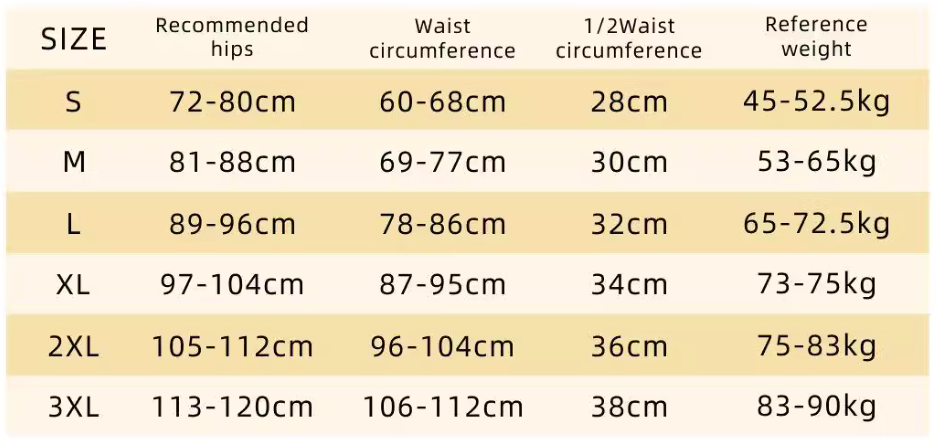 SIZE Recommended hips Waist circumference 1/2Waist circumference Reference weight
S 72-80cm 60-68cm 28cm 45-52.5kg
M 81-88cm 69-77cm 30cm 53-65kg
L 89-96cm 78-86cm 32cm 65-72.5kg
XL 97-104cm 87-95cm 34cm 73-75kg
2XL 105-112cm 96-104cm 36cm 75-83kg
3XL 113-120cm 106-112cm 38cm 83-90kg